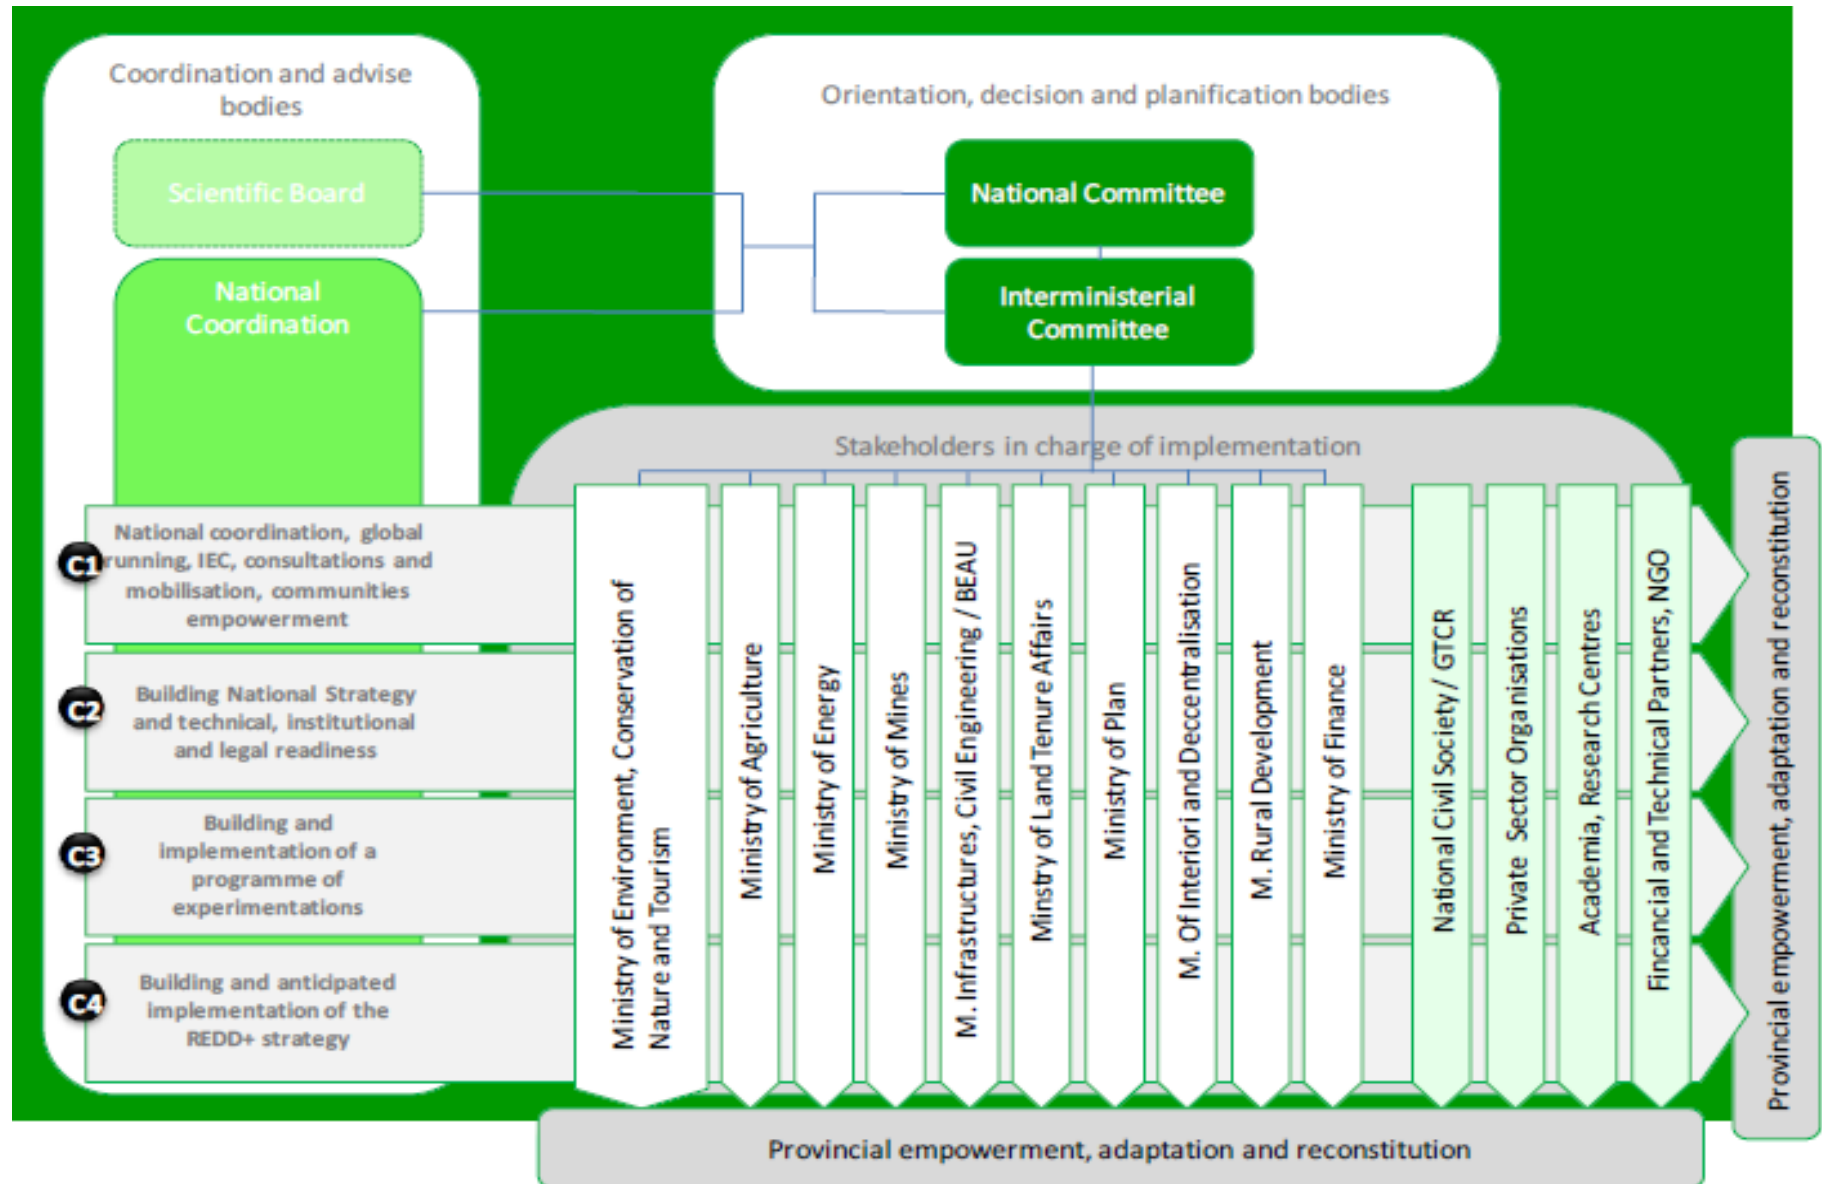 Coordination and advise
bodies
Scientific Board
National
Coordination
Orientation, decision and planification bodies
National Committee
Interministerial
Committee
Stakeholders in charge of implementation
C1
National coordination, global
running, IEC, consultations and
mobilisation, communities
empowerment
C2
Building National Strategy
and technical, institutional
and legal readiness
C3
Building and
implementation of a
programme of
experimentations
C4
Building and anticipated
implementation of the
REDD+ strategy
Ministry of Environment, Conservation of
Nature and Tourism
Ministry of Agriculture
Ministry of Energy
Ministry of Mines
M. Infrastructures, Civil Engineering / BEAU
Minstry of Land Tenure Affairs
Ministry of Plan
M. Of Interiori and Deccentralisation
M. Rural Development
Ministry of Finance
National Civil Society / GTCR
Private Sector Organisations
Academia, Research Centres
Fincancial and Technical Partners, NGO
Provincial empowerment, adaptation and reconstitution
Provincial empowerment, adaptation and reconstitution